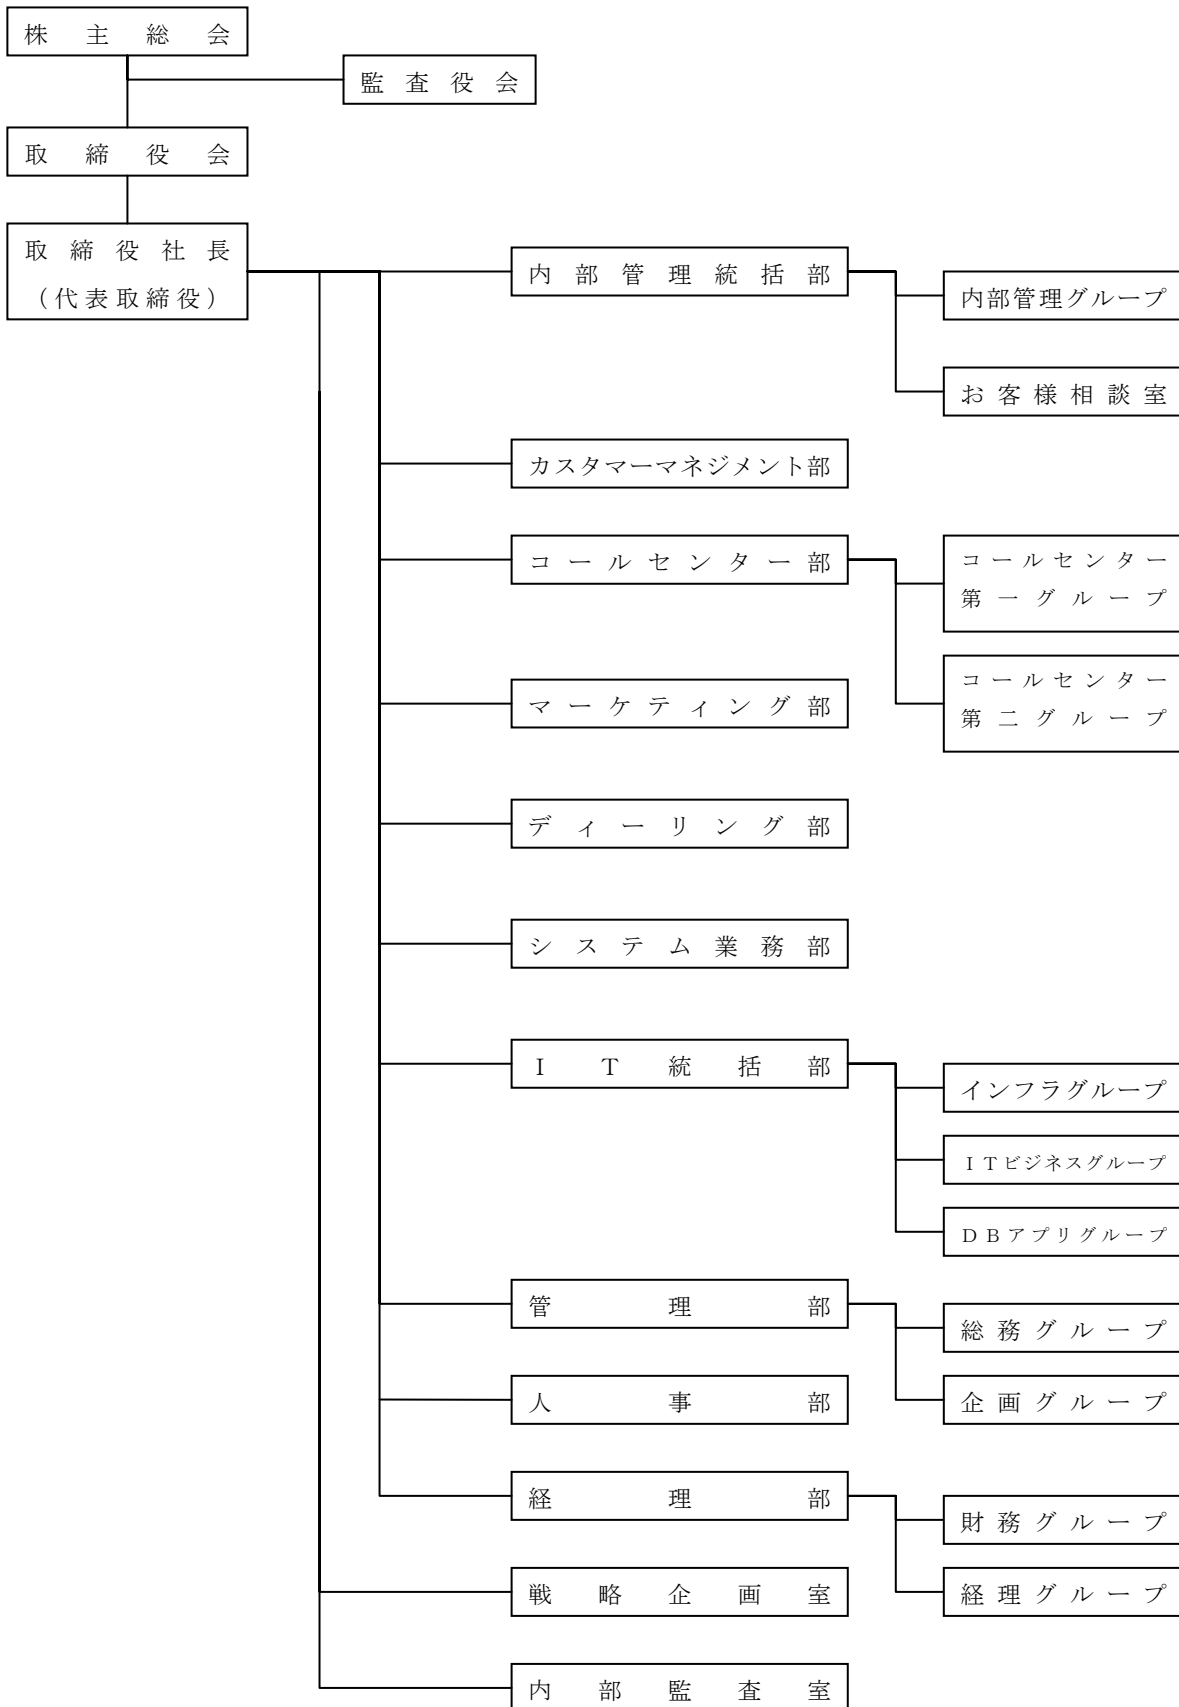 株主総会
監査役会
取締役会
取締役社長
（代表取締役）
内部管理統括部
内部管理グループ
お客様相談室
カスタマーマネジメント部
コールセンター部
コールセンター
第一グループ
コールセンター
第二グループ
マーケティング部
ディーリング部
システム業務部
ＩＴ統括部
インフラグループ
ＩＴビジネスグループ
ＤＢアプリグループ
管理部
総務グループ
企画グループ
人事部
経理部
財務グループ
経理グループ
戦略企画室
内部監査室